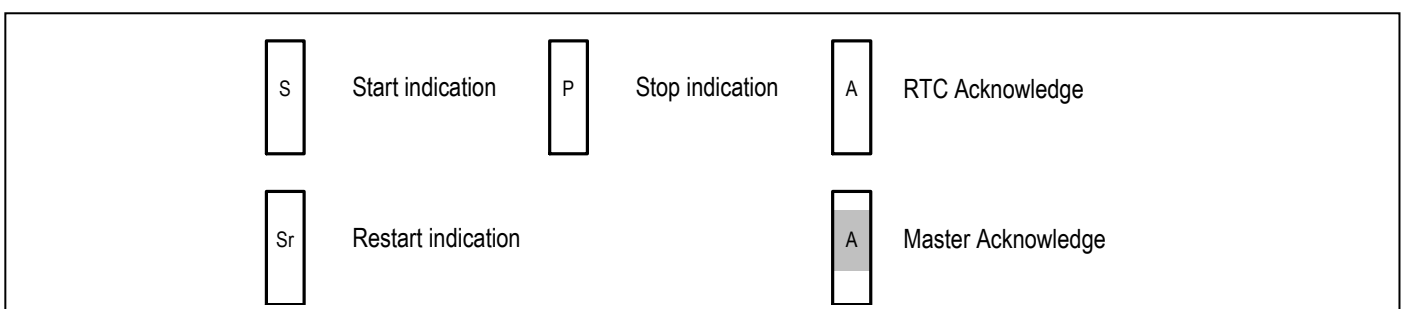 S Start indication P Stop indication A RTC Acknowledge
Sr Restart indication A Master Acknowledge